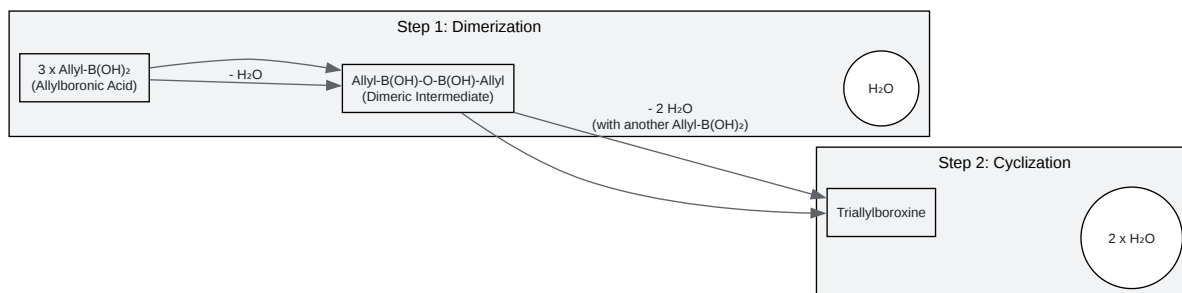 Step 1: Dimerization
3 x Allyl-B(OH)₂
(Allylboronic Acid)
- H₂O
Allyl-B(OH)-O-B(OH)-Allyl
(Dimeric Intermediate)
H₂O
- 2 H₂O
(with another Allyl-B(OH)₂)
Step 2: Cyclization
Triallylboroxine
2 x H₂O